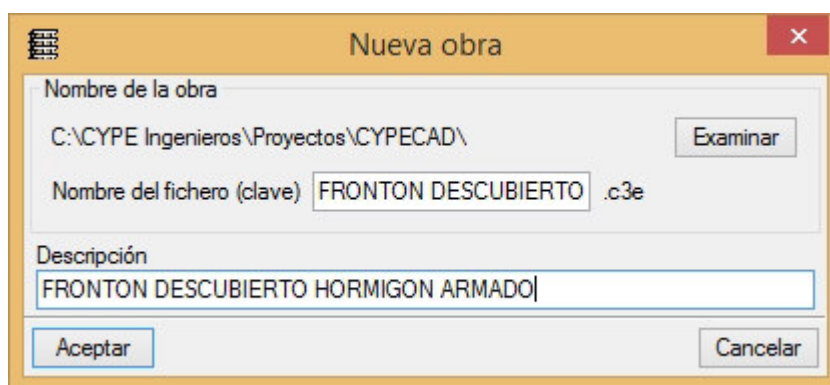 Nueva obra
Nombre de la obra
C:\CYPE Ingenieros\Proyectos\CYPECAD\ Examinar
Nombre del fichero (clave) FRONTON DESCUBIERTO .c3e
Descripción
FRONTON DESCUBIERTO HORMIGON ARMADO
Aceptar Cancelar